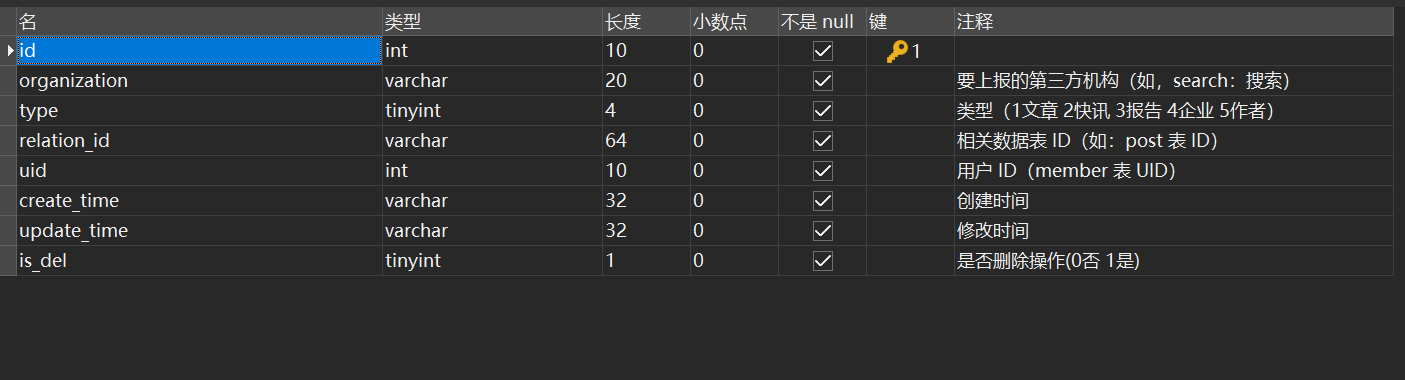 名 类型 长度 小数点 不是 null 键 注释
id int 10 0 1
organization varchar 20 0 要上报的第三方机构（如，search：搜索）
type tinyint 4 0 类型（1文章 2快讯 3报告 4企业 5作者）
relation_id varchar 64 0 相关数据表 ID（如：post 表 ID）
uid int 10 0 用户 ID（member 表 UID）
create_time varchar 32 0 创建时间
update_time varchar 32 0 修改时间
is_del tinyint 1 0 是否删除操作(0否 1是)